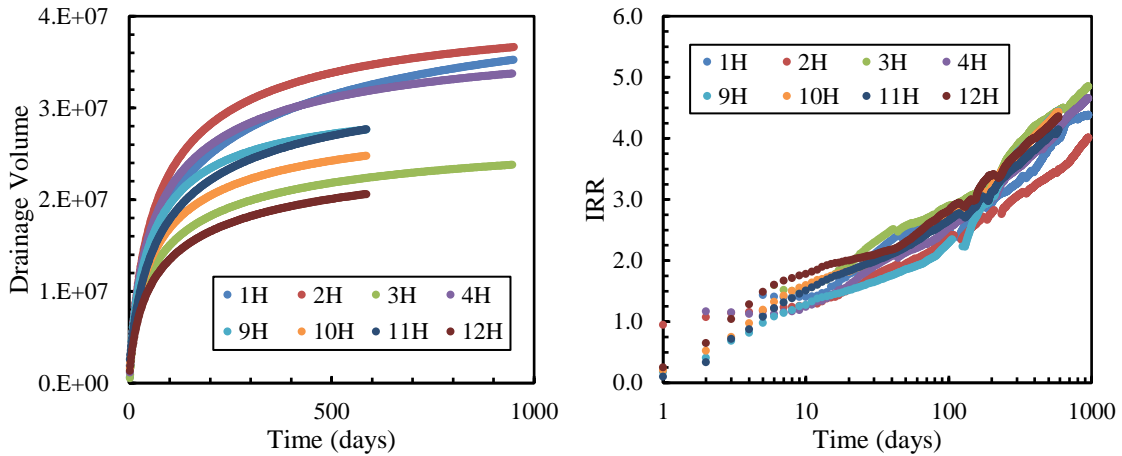 4.E+07
3.E+07
2.E+07
1.E+07
0.E+00
Drainage Volume
1H 2H 3H 4H
9H 10H 11H 12H
0 500 1000
Time (days)
6.0
5.0
4.0
3.0
2.0
1.0
0.0
IRR
1H 2H 3H 4H
9H 10H 11H 12H
1 10 100 1000
Time (days)